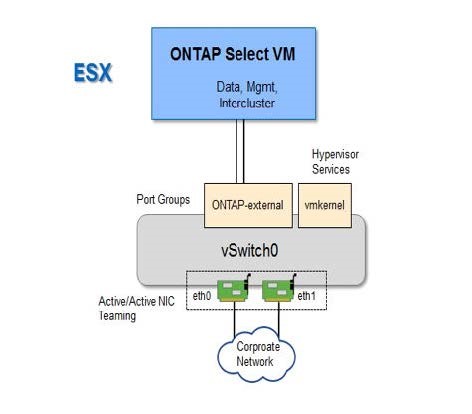 ESX
ONTAP Select VM
Data, Mgmt,
Intercluster
Hypervisor
Services
Port Groups
ONTAP-external
vmkernel
vSwitch0
eth0
eth1
Active/Active NIC
Teaming
Corproate
Network